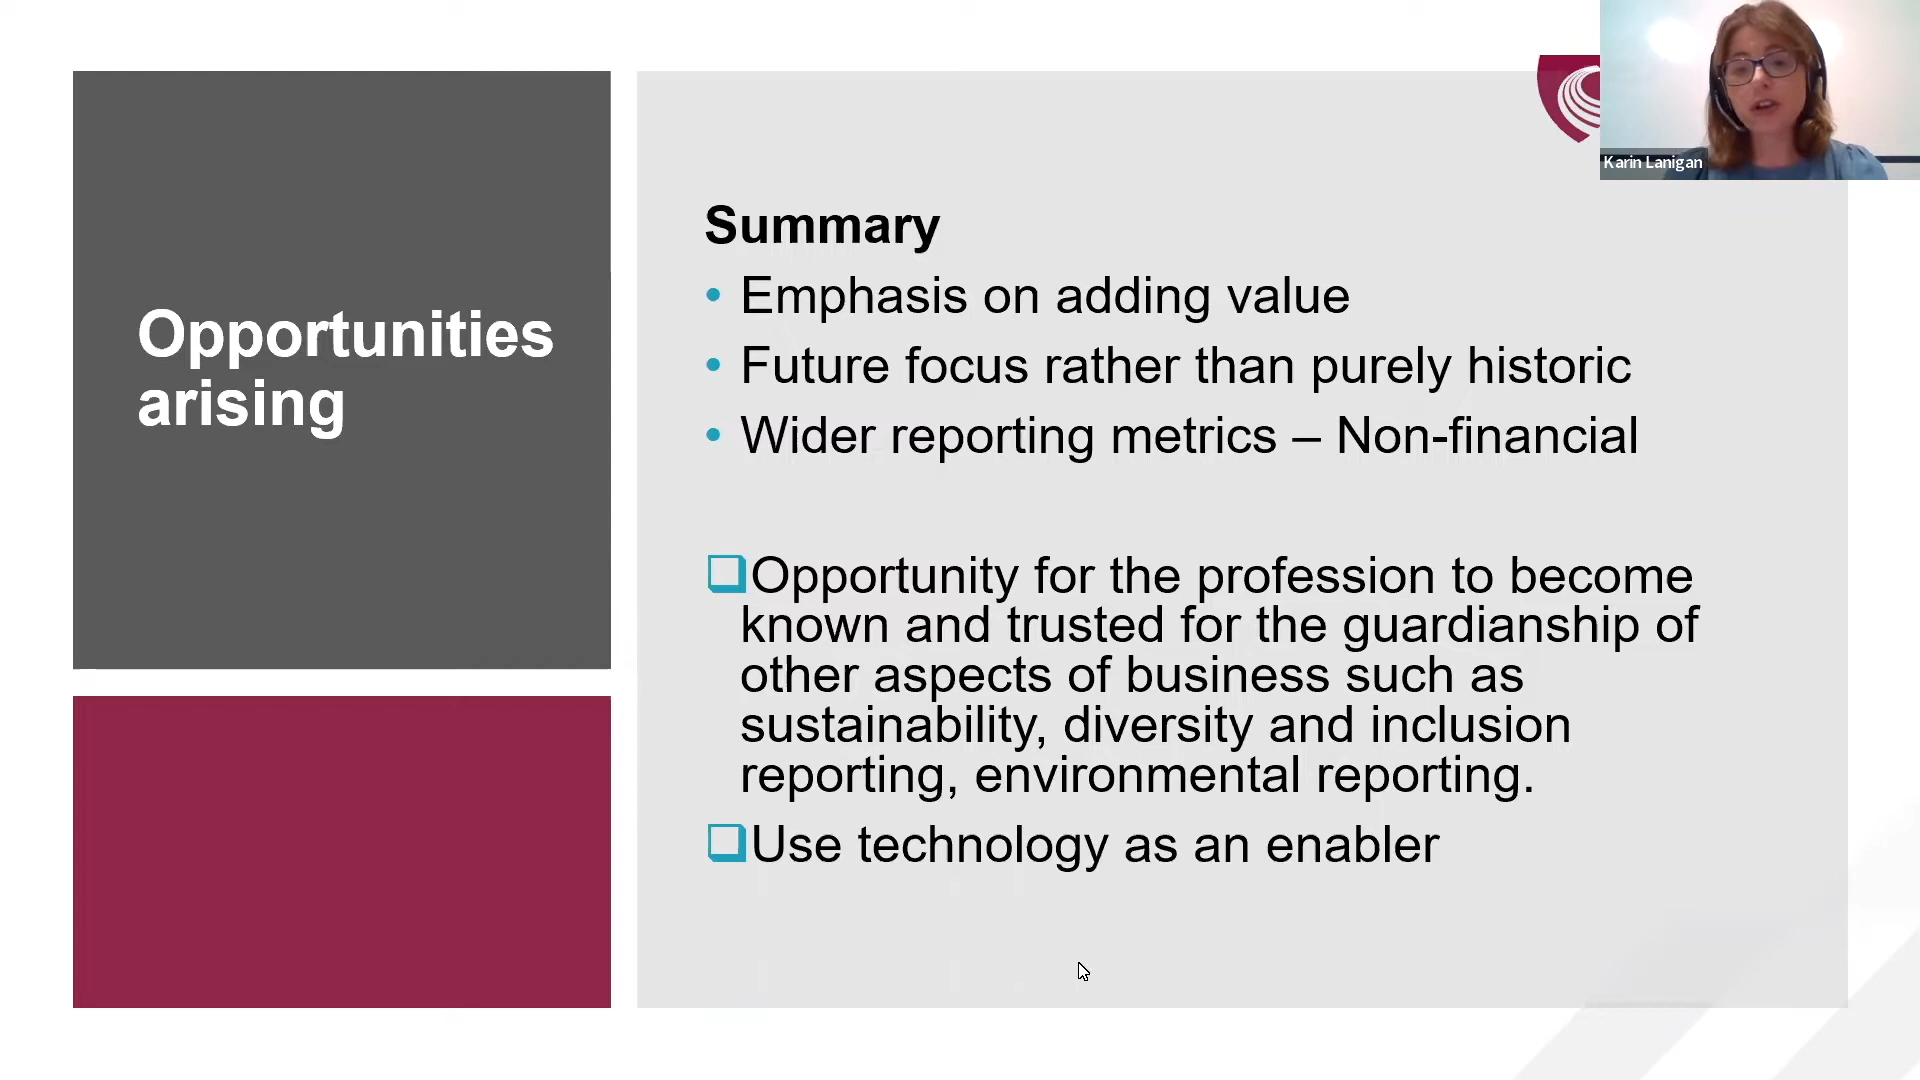 Karin Lanigan
Opportunities
arising
Summary
• Emphasis on adding value
• Future focus rather than purely historic
• Wider reporting metrics – Non-financial
❑Opportunity for the profession to become
known and trusted for the guardianship of
other aspects of business such as
sustainability, diversity and inclusion
reporting, environmental reporting.
❑Use technology as an enabler